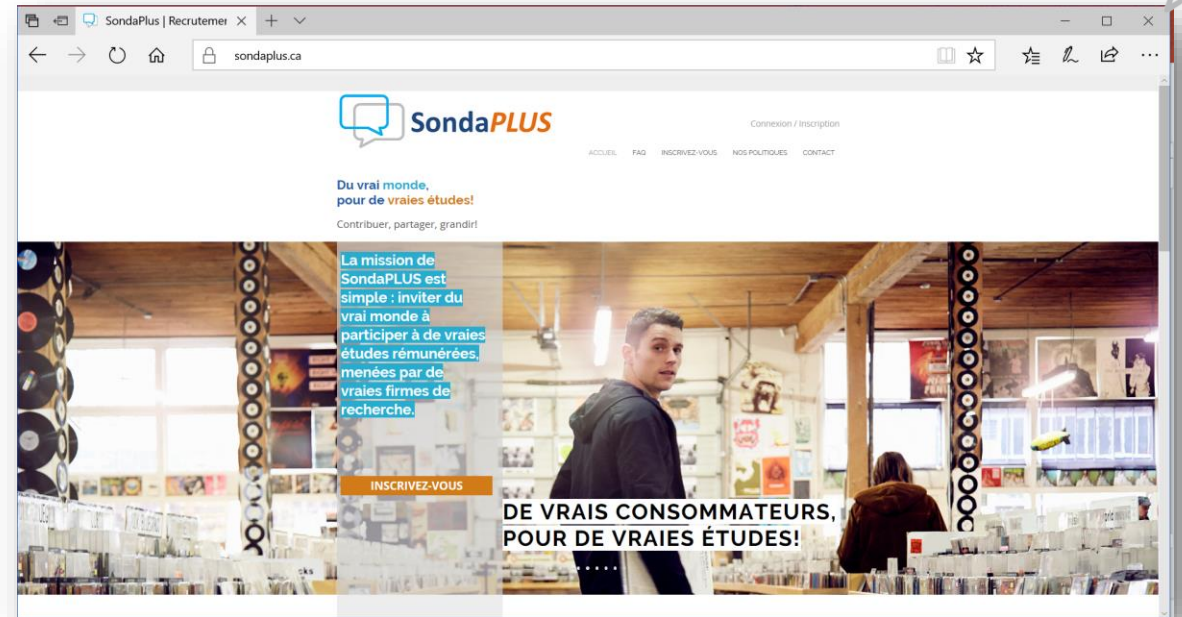 SondaPlus | Recrutemer
sondaplus.ca
SondaPLUS
Connexion / Inscription
ACCUEIL FAQ INSCRIVEZ-VOUS NOS POLITIQUES CONTACT
Du vrai monde,
pour de vraies études!
Contribuer, partager, grandir!
La mission de
SondaPLUS est
simple : inviter du
vrai monde à
participer à de vraies
études rémunérées,
menées par de
vraies firmes de
recherche.
INSCRIVEZ-VOUS
DE VRAIS CONSOMMATEURS,
POUR DE VRAIES ÉTUDES!